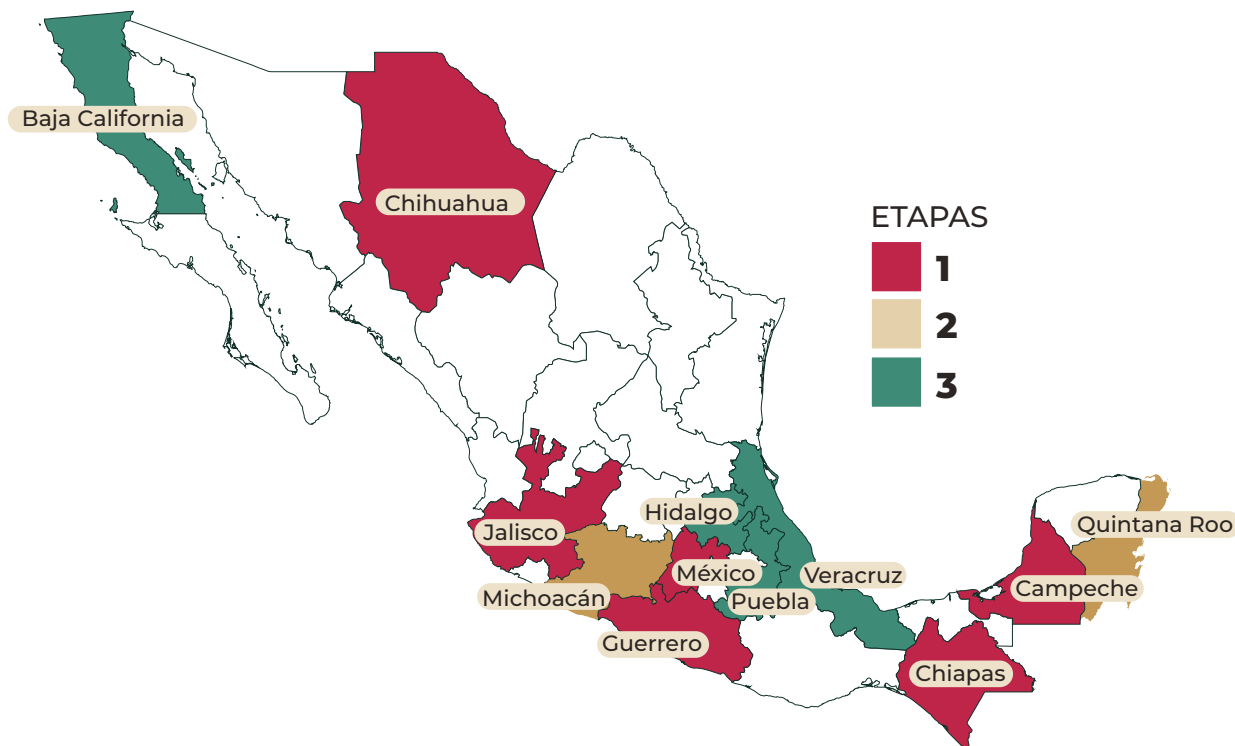 Baja California
Chihuahua
ETAPAS
1
2
3
Hidalgo
Jalisco
Quintana Roo
México
Veracruz
Campeche
Michoacán
Puebla
Guerrero
Chiapas